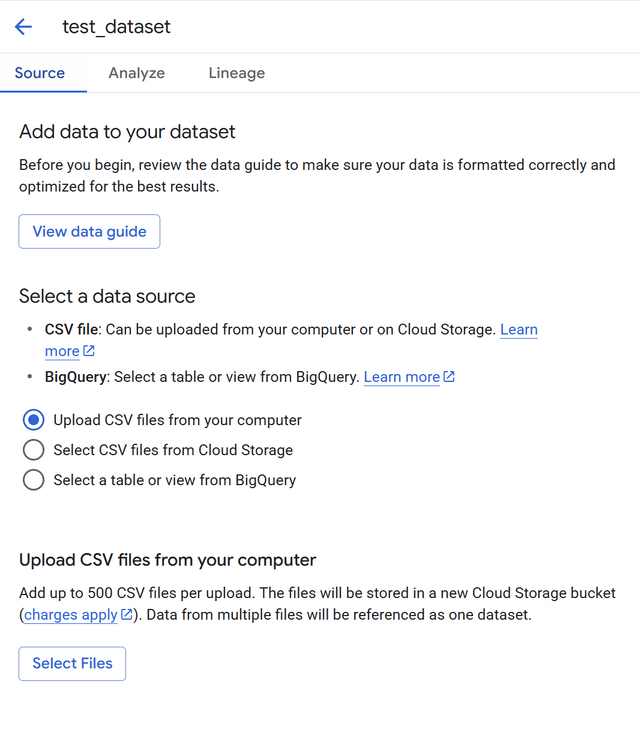 test_dataset
Source Analyze Lineage
Add data to your dataset
Before you begin, review the data guide to make sure your data is formatted correctly and
optimized for the best results.
View data guide
Select a data source
• CSV file: Can be uploaded from your computer or on Cloud Storage. Learn
more
• BigQuery: Select a table or view from BigQuery. Learn more
Upload CSV files from your computer
Select CSV files from Cloud Storage
Select a table or view from BigQuery
Upload CSV files from your computer
Add up to 500 CSV files per upload. The files will be stored in a new Cloud Storage bucket
(charges apply). Data from multiple files will be referenced as one dataset.
Select Files